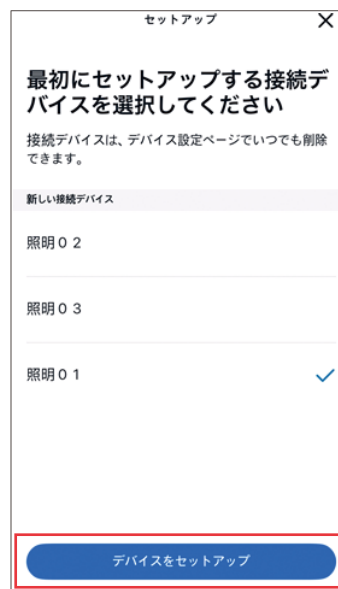 セットアップ
最初にセットアップする接続デ
バイスを選択してください
接続デバイスは、デバイス設定ページでいつでも削除
できます。
新しい接続デバイス
照明０２
照明０３
照明０１
デバイスをセットアップ